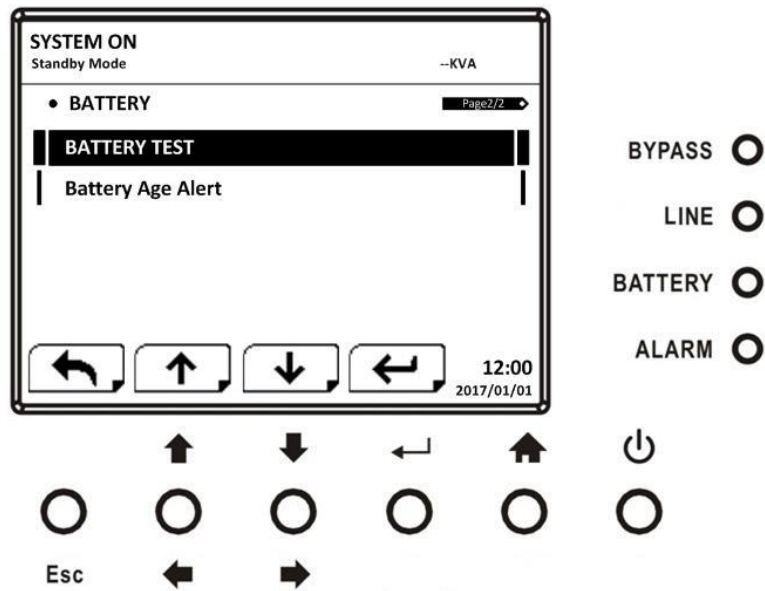 SYSTEM ON
Standby Mode --KVA
• BATTERY Page2/2
BATTERY TEST
Battery Age Alert
12:00
2017/01/01
BYPASS
LINE
BATTERY
ALARM
Esc